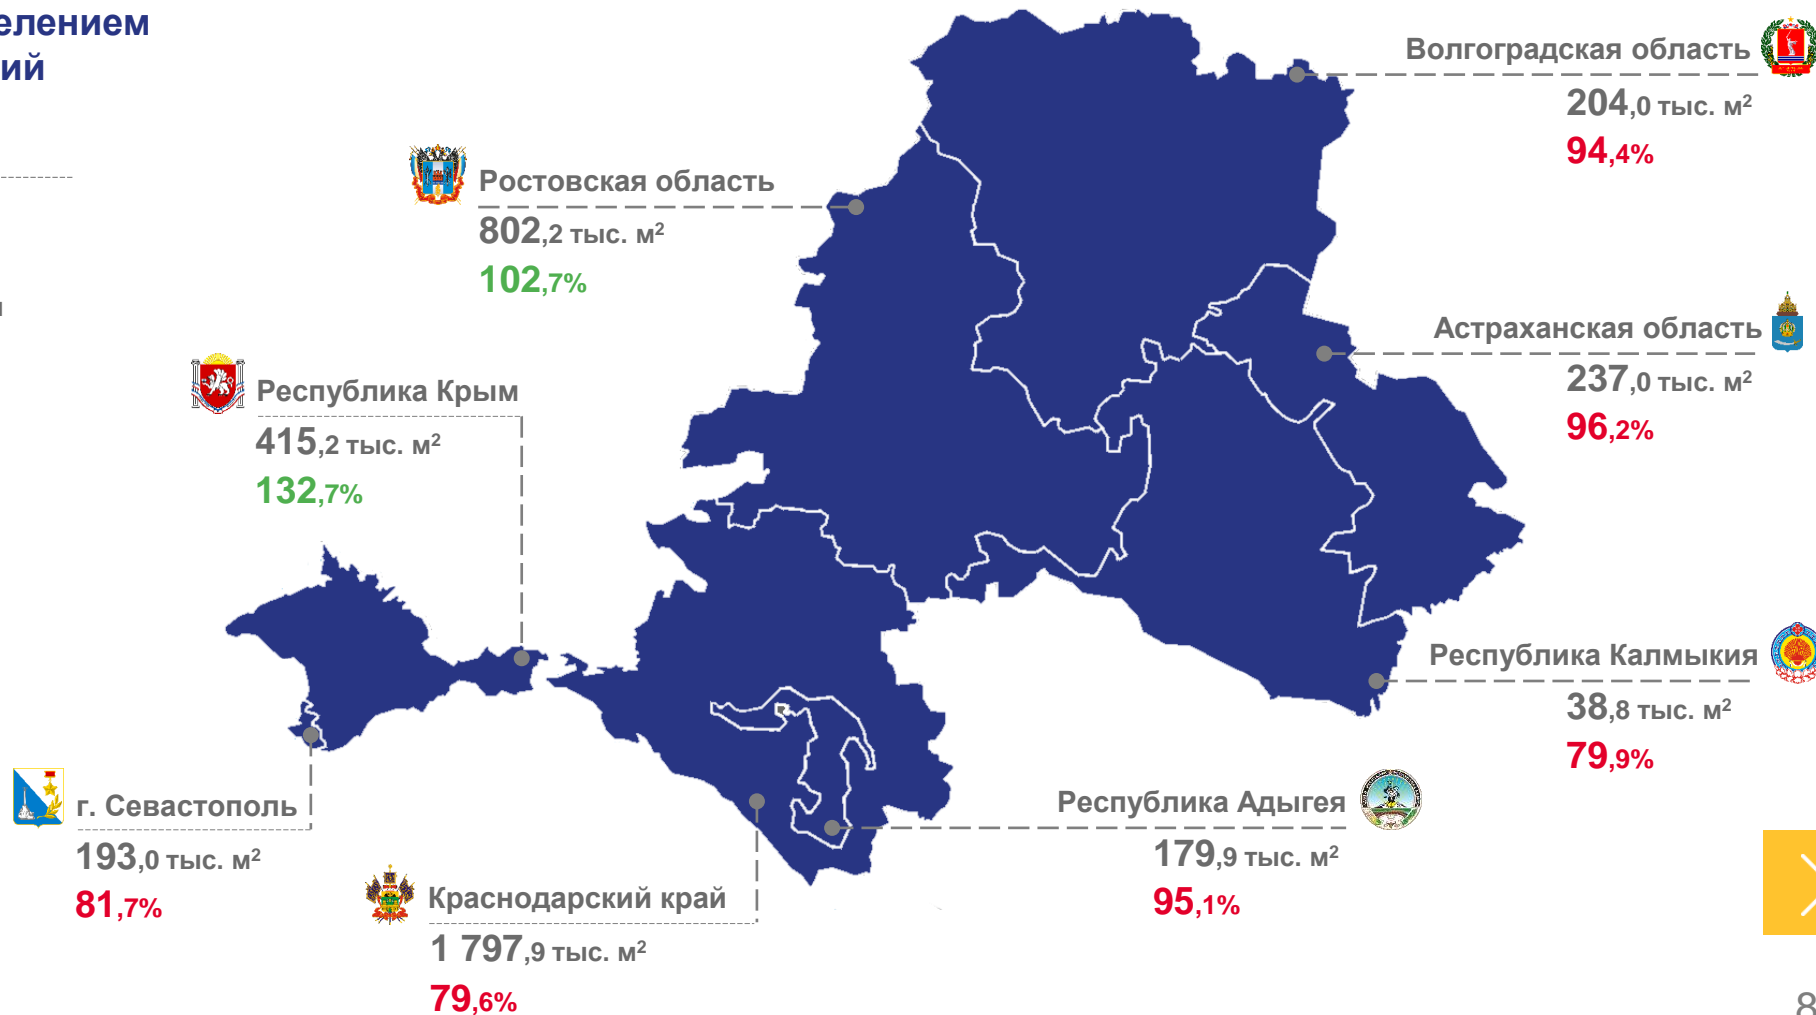 елением
ий
Волгоградская область
204,0 тыс. м²
94,4%
Ростовская область
802,2 тыс. м²
102,7%
Астраханская область
237,0 тыс. м²
96,2%
Республика Крым
415,2 тыс. м²
132,7%
Республика Калмыкия
38,8 тыс. м²
79,9%
г. Севастополь
193,0 тыс. м²
81,7%
Республика Адыгея
179,9 тыс. м²
95,1%
Краснодарский край
1 797,9 тыс. м²
79,6%
8